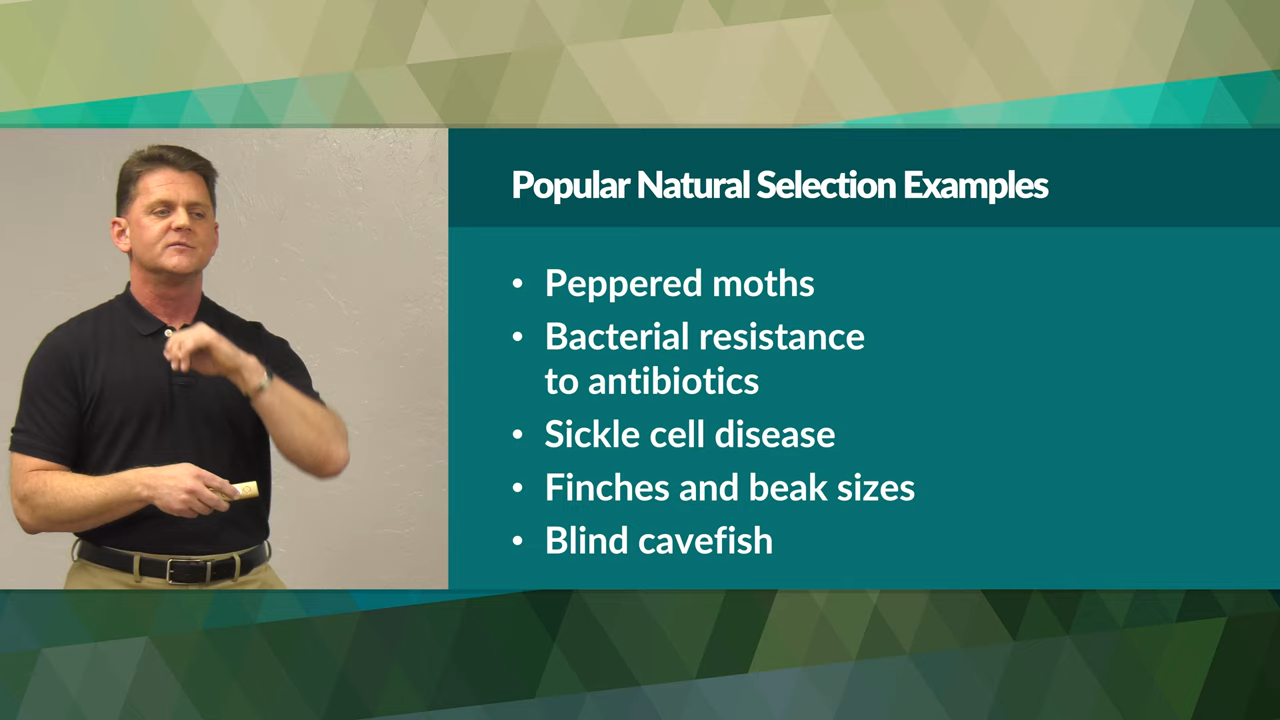 Popular Natural Selection Examples
• Peppered moths
• Bacterial resistance
to antibiotics
• Sickle cell disease
• Finches and beak sizes
• Blind cavefish